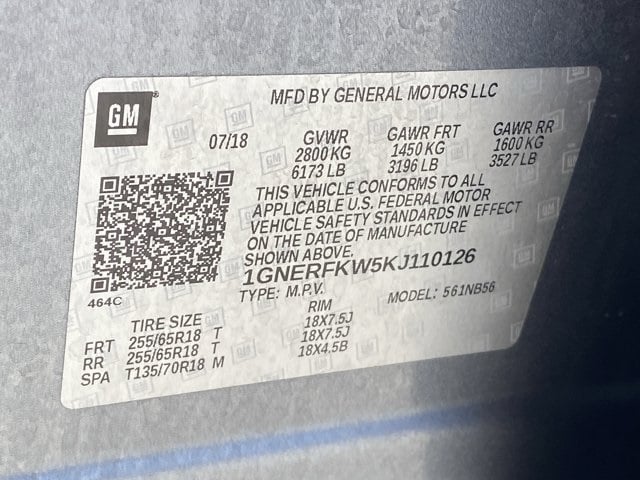 GM
MFD BY GENERAL MOTORS LLC
07/18 GVWR GAWR FRT GAWR RR
2800 KG 1450 KG 1600 KG
6173 LB 3196 LB 3527 LB
THIS VEHICLE CONFORMS TO ALL
APPLICABLE U.S. FEDERAL MOTOR
VEHICLE SAFETY STANDARDS IN EFFECT
ON THE DATE OF MANUFACTURE
SHOWN ABOVE.
1GNERFKW5KJ110126
464C
TYPE: M.P.V. MODEL: 561NB56
TIRE SIZE RIM
FRT 255/65R18 T 18X7.5J
RR 255/65R18 T 18X7.5J
SPA T135/70R18 M 18X4.5B